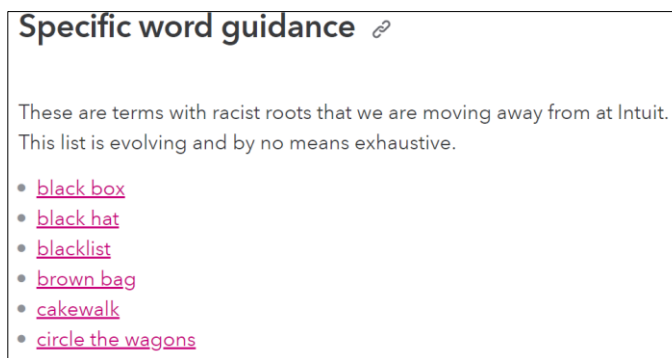 Specific word guidance
These are terms with racist roots that we are moving away from at Intuit.
This list is evolving and by no means exhaustive.
• black box
• black hat
• blacklist
• brown bag
• cakewalk
• circle the wagons